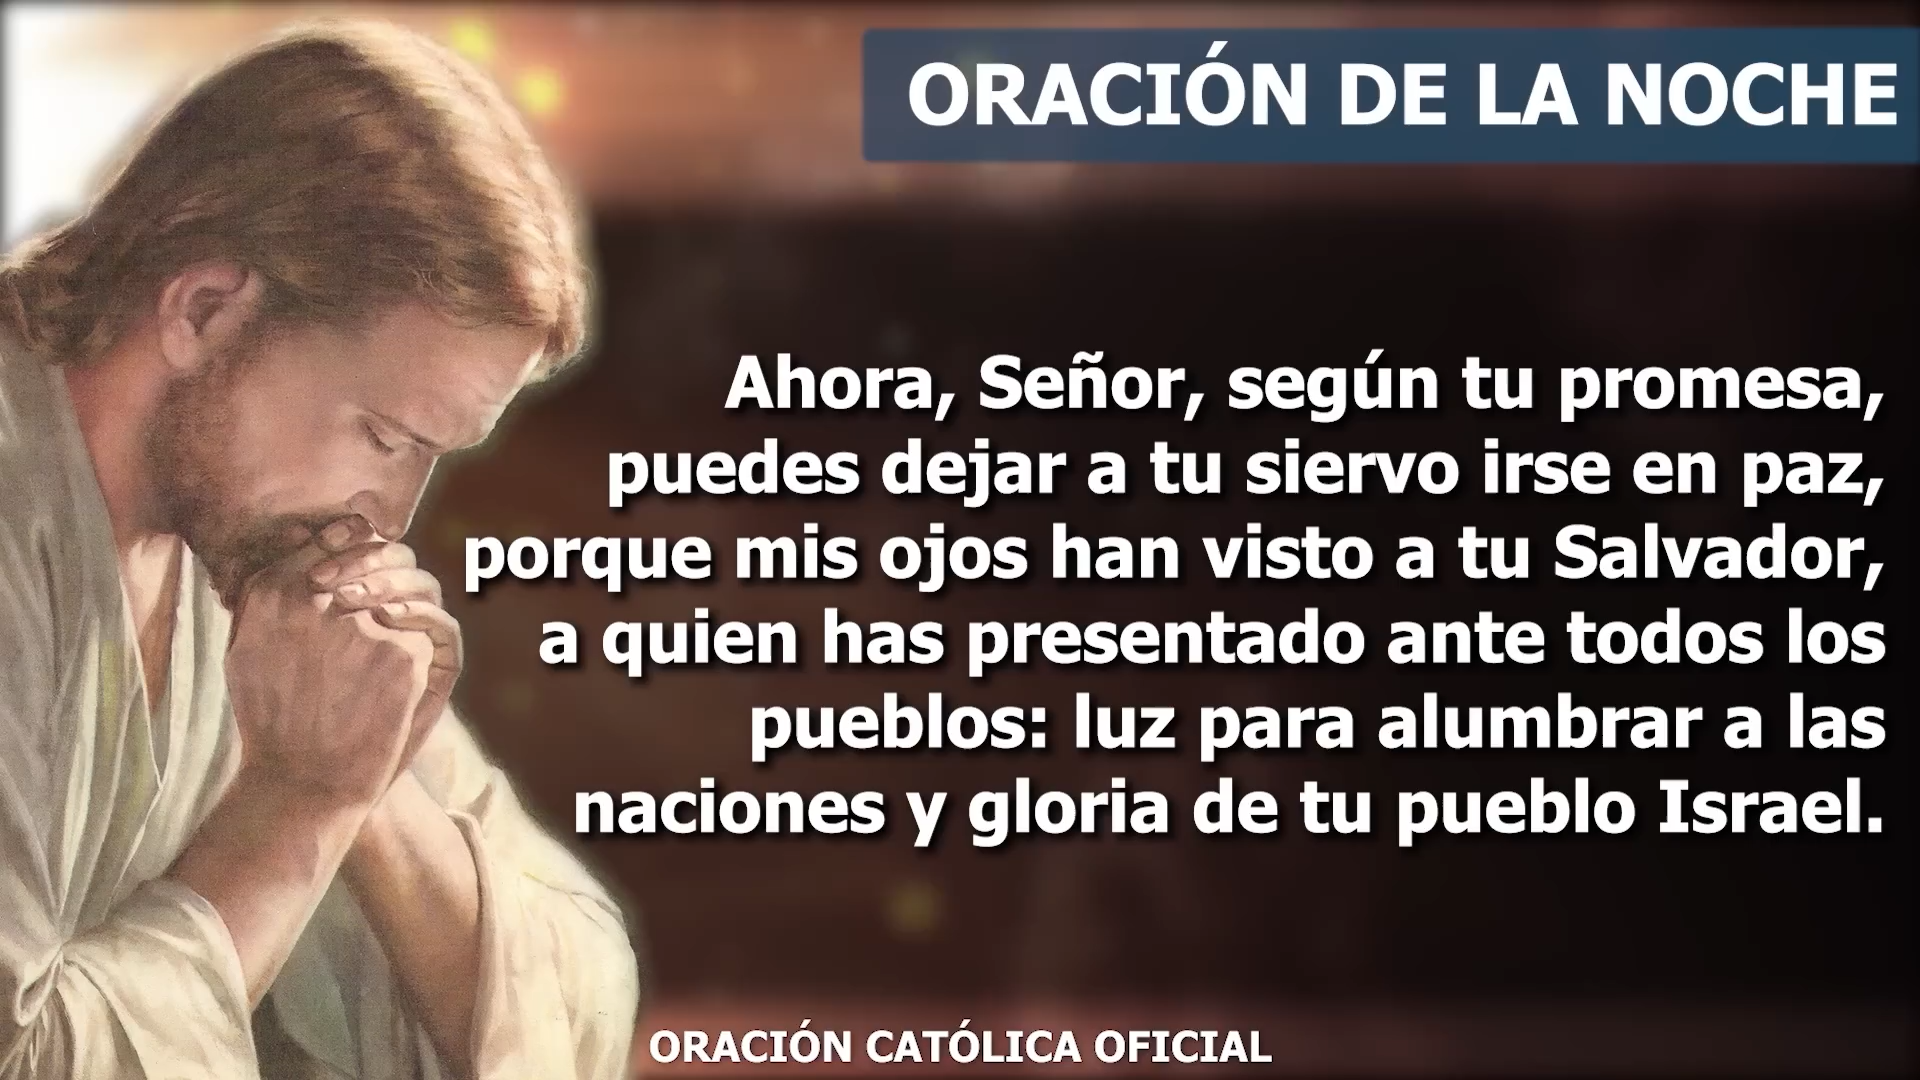 ORACIÓN DE LA NOCHE
Ahora, Señor, según tu promesa,
puedes dejar a tu siervo irse en paz,
porque mis ojos han visto a tu Salvador,
a quien has presentado ante todos los
pueblos: luz para alumbrar a las
naciones y gloria de tu pueblo Israel.
ORACIÓN CATÓLICA OFICIAL